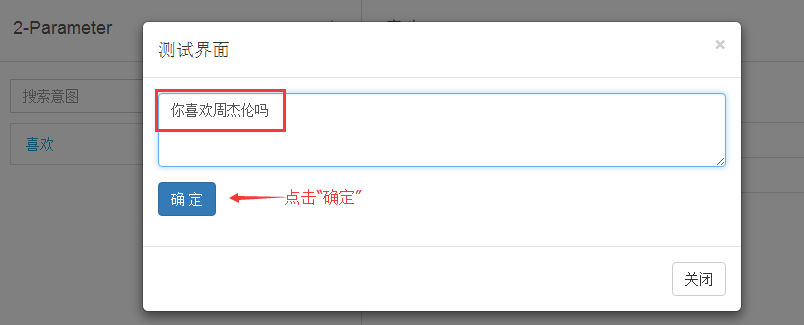 2-Parameter
测试界面
×
搜索意图
你喜欢周杰伦吗
喜欢
确 定
点击“确定”
关闭